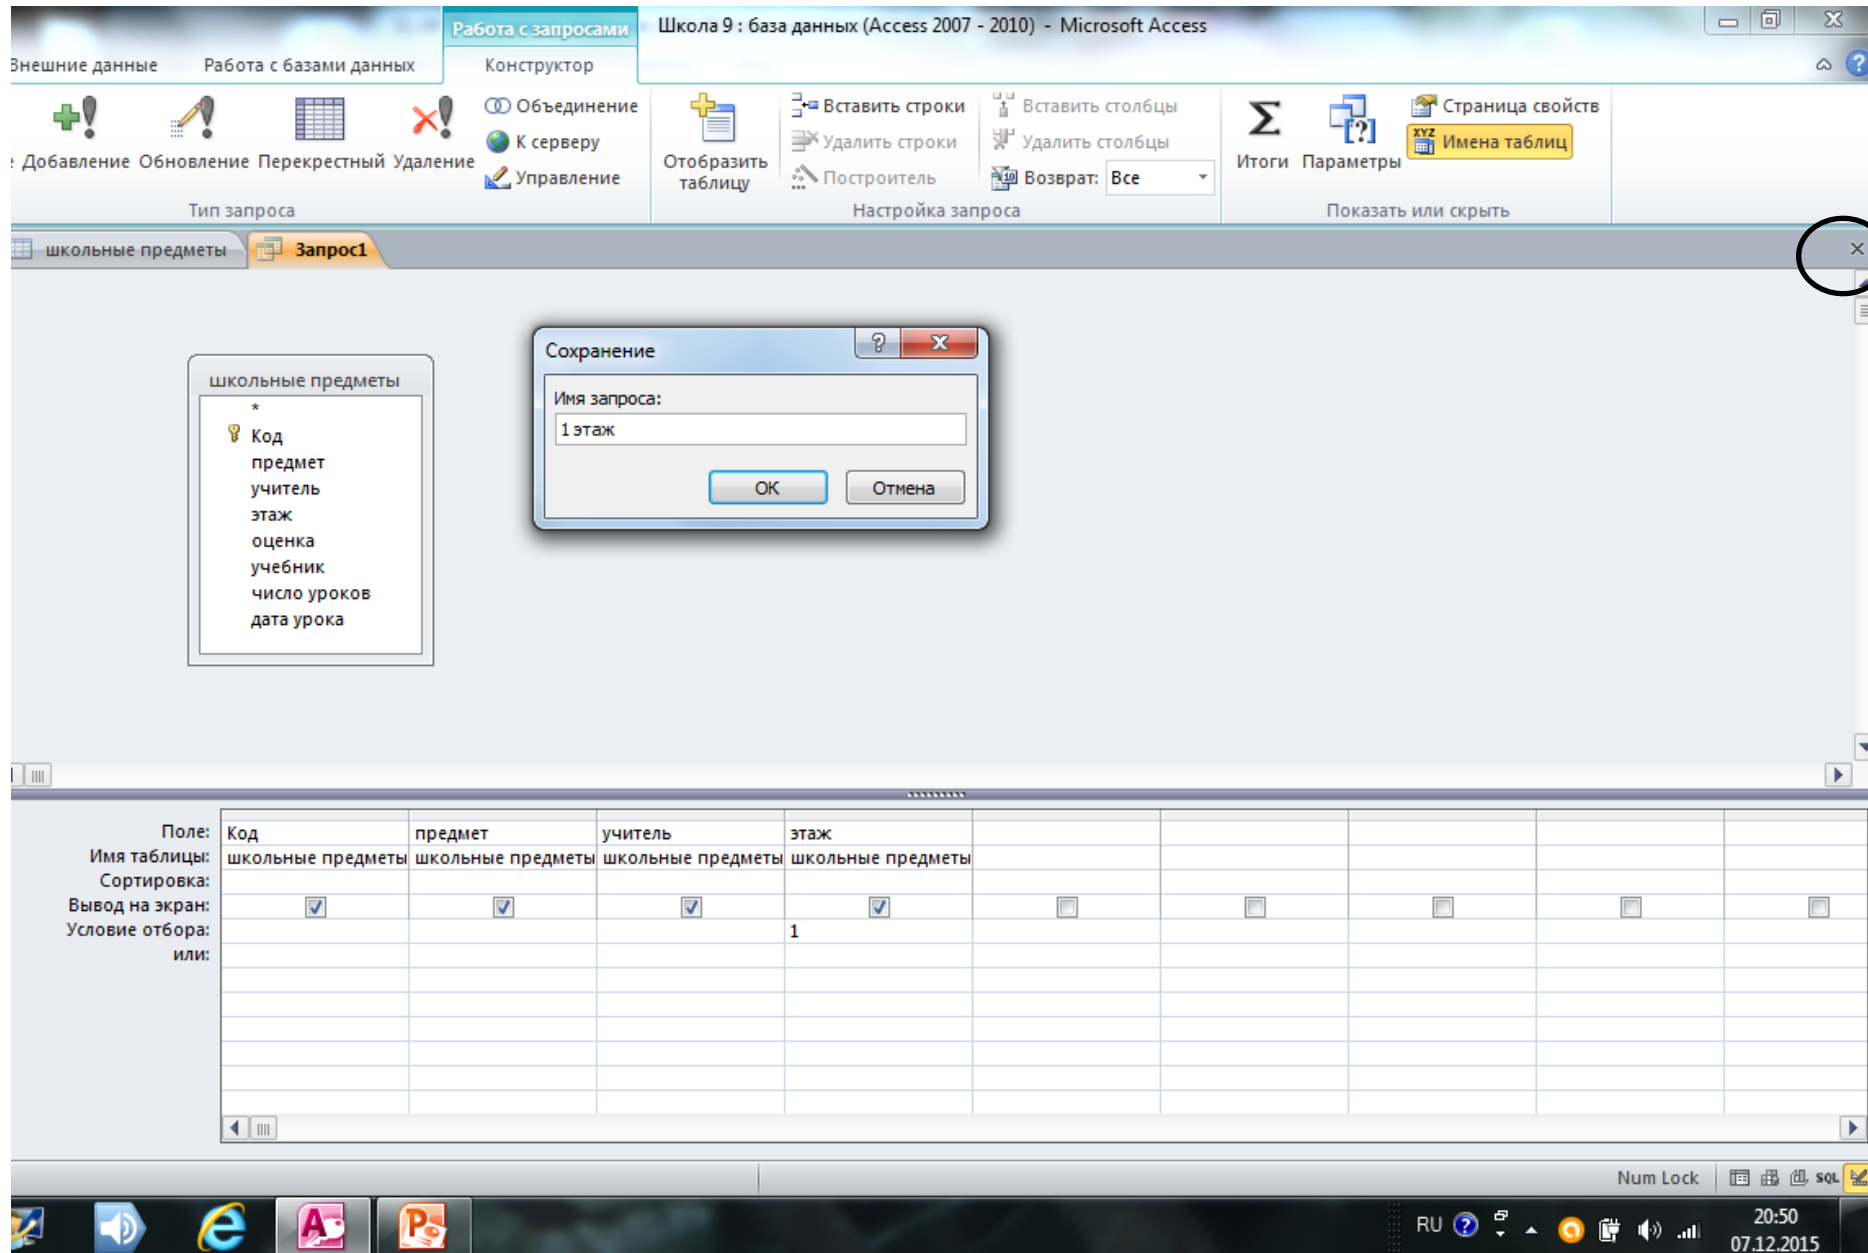 Работа с запросами
Школа 9 : база данных (Access 2007 - 2010) - Microsoft Access
Внешние данные
Работа с базами данных
Конструктор
Добавление
Обновление
Перекрестный
Удаление
Объединение
К серверу
Управление
Тип запроса
Отобразить
таблицу
Вставить строки
Удалить строки
Построитель
Вставить столбцы
Удалить столбцы
Возврат: Все
Настройка запроса
Итоги
Параметры
Страница свойств
Имена таблиц
Показать или скрыть
школьные предметы
Запрос1
школьные предметы
*
Код
предмет
учитель
этаж
оценка
учебник
число уроков
дата урока
Сохранение
Имя запроса:
1 этаж
ОК
Отмена
Поле: Код предмет учитель этаж
Имя таблицы: школьные предметы школьные предметы школьные предметы школьные предметы
Сортировка:
Вывод на экран:
Условие отбора: 1
или:
Num Lock
SQL
RU
20:50
07.12.2015